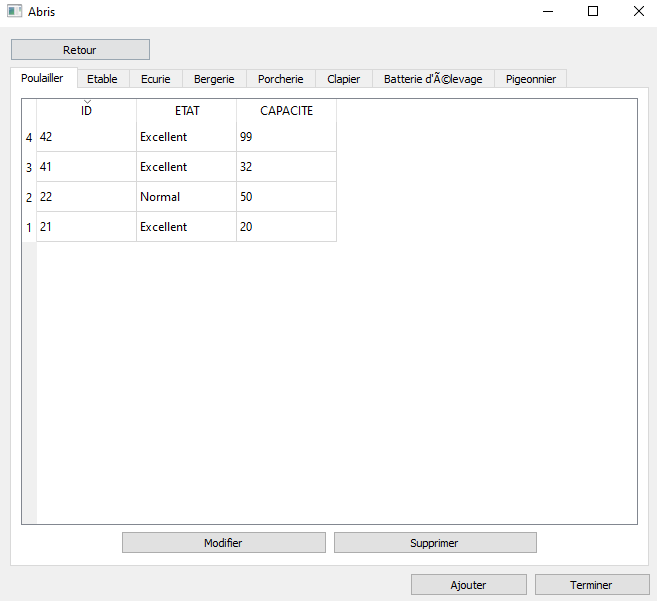 Abris
Retour
Poulailler Etable Ecurie Bergerie Porcherie Clapier Batterie d'Ã©levage Pigeonnier
ID ETAT CAPACITE
4 42 Excellent 99
3 41 Excellent 32
2 22 Normal 50
1 21 Excellent 20
Modifier Supprimer
Ajouter Terminer